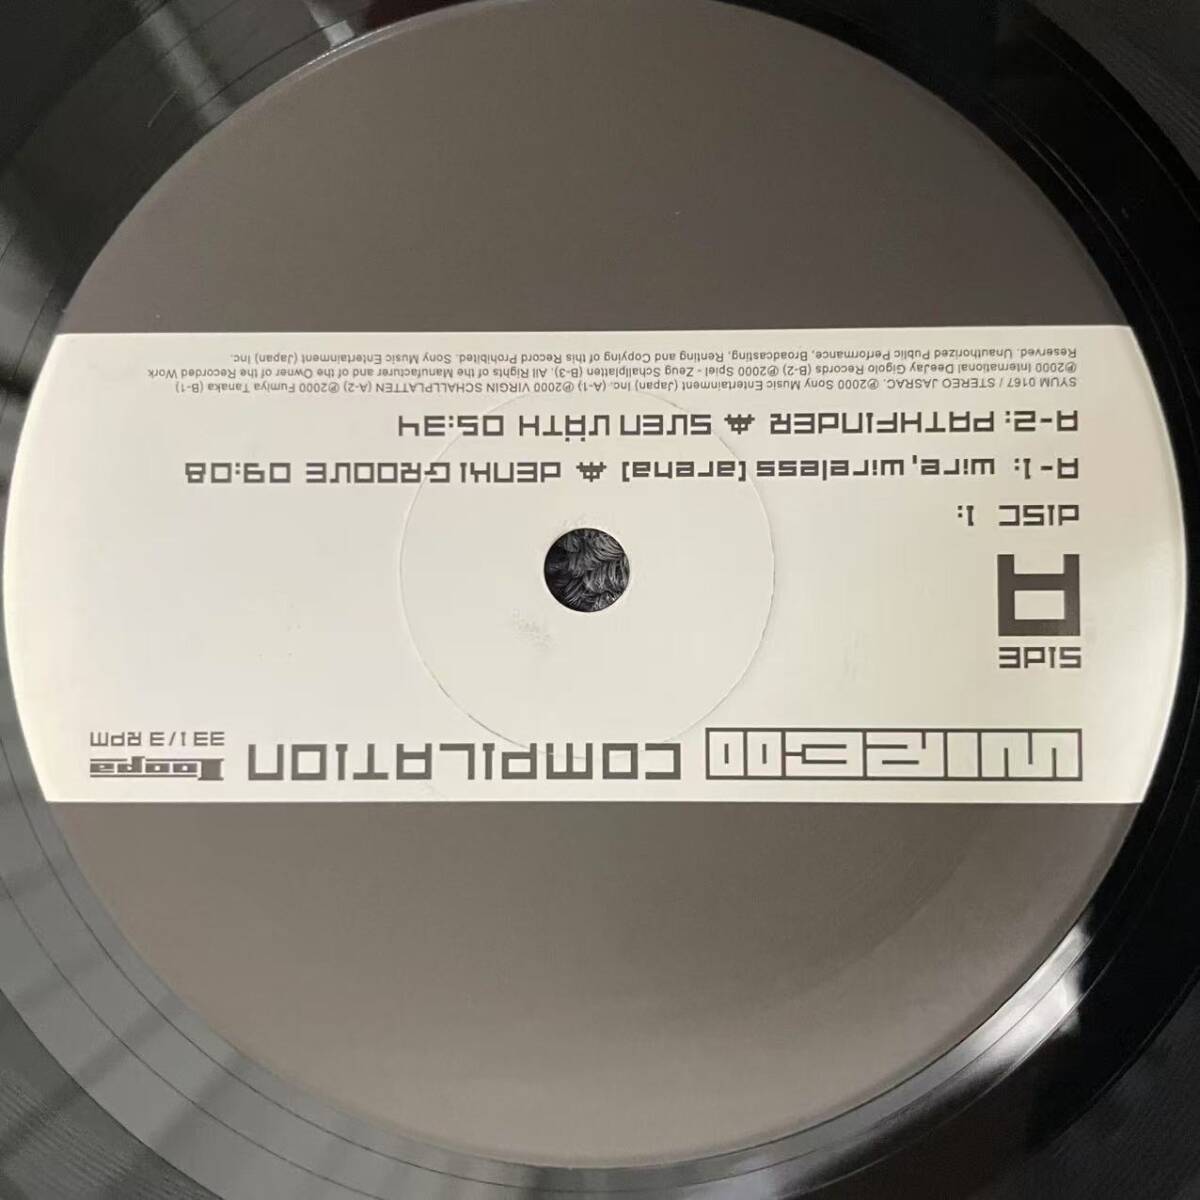 WIRE00 COMPILATION
Loopa
33 1/3 RPM
SIDE
A
DISC 1:
A-1: wire, wireless [arena] DENKI GROOVE 09:08
A-2: PATHFINDER SVEN VÄTH 05:34
SYUM 0167 / STEREO JASRAC. ℗2000 Sony Music Entertainment (Japan) Inc. (A-1) ℗2000 VIRGIN SCHALLPLATTEN (A-2) ℗2000 Fumiya Tanaka (B-1)
℗2000 International DeeJay Gigolo Records (B-2) ℗2000 Spiel - Zeug Schallplatten (B-3). All Rights of the Manufacturer and of the Owner of the Recorded Work
Reserved. Unauthorized Public Performance, Broadcasting, Renting and Copying of this Record Prohibited. Sony Music Entertainment (Japan) Inc.